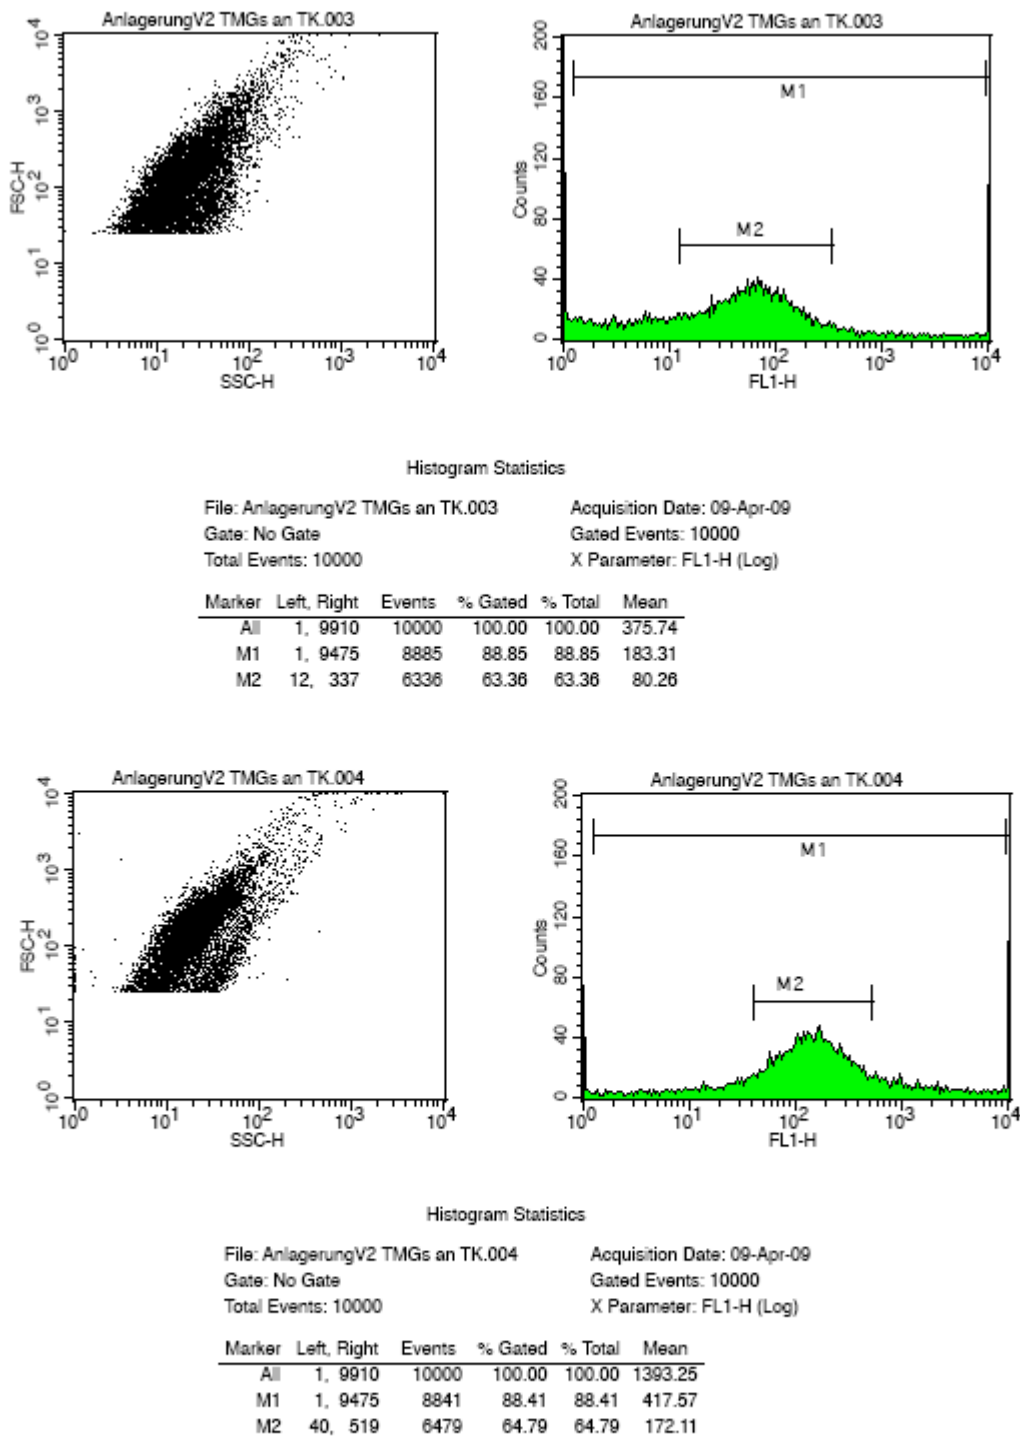 AnlagerungV2 TMGs an TK.003
AnlagerungV2 TMGs an TK.003
10^4
10^3
10^2
10^1
10^0
FSC-H
10^0 10^1 10^2 10^3 10^4
SSC-H
200
160
120
80
40
0
Counts
M1
M2
10^0 10^1 10^2 10^3 10^4
FL1-H
Histogram Statistics
File: AnlagerungV2 TMGs an TK.003 Acquisition Date: 09-Apr-09
Gate: No Gate Gated Events: 10000
Total Events: 10000 X Parameter: FL1-H (Log)
Marker Left, Right Events % Gated % Total Mean
All 1, 9910 10000 100.00 100.00 375.74
M1 1, 9475 8885 88.85 88.85 183.31
M2 12, 337 6336 63.36 63.36 80.26
AnlagerungV2 TMGs an TK.004
AnlagerungV2 TMGs an TK.004
10^4
10^3
10^2
10^1
10^0
FSC-H
10^0 10^1 10^2 10^3 10^4
SSC-H
200
160
120
80
40
0
Counts
M1
M2
10^0 10^1 10^2 10^3 10^4
FL1-H
Histogram Statistics
File: AnlagerungV2 TMGs an TK.004 Acquisition Date: 09-Apr-09
Gate: No Gate Gated Events: 10000
Total Events: 10000 X Parameter: FL1-H (Log)
Marker Left, Right Events % Gated % Total Mean
All 1, 9910 10000 100.00 100.00 1393.25
M1 1, 9475 8841 88.41 88.41 417.57
M2 40, 519 6479 64.79 64.79 172.11